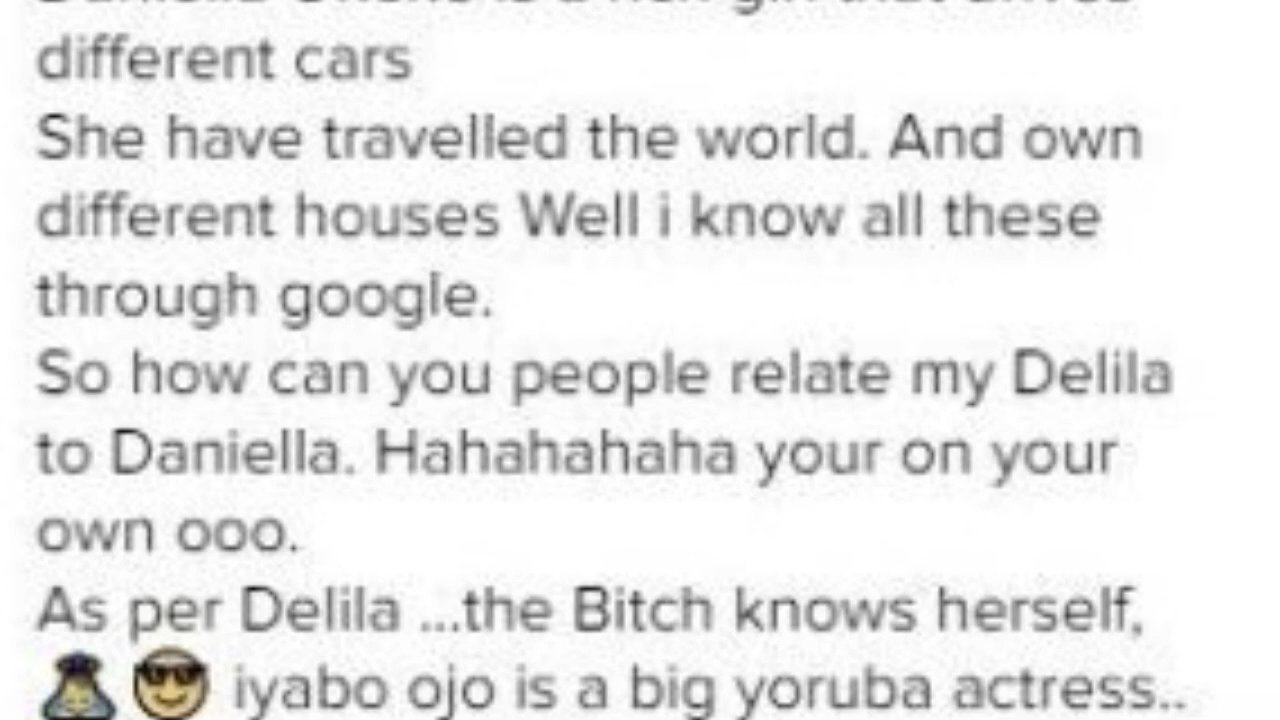 different cars
She have travelled the world. And own
different houses Well i know all these
through google.
So how can you people relate my Delila
to Daniella. Hahahahaha your on your
own ooo.
As per Delila ...the Bitch knows herself,
iyabo ojo is a big yoruba actress..